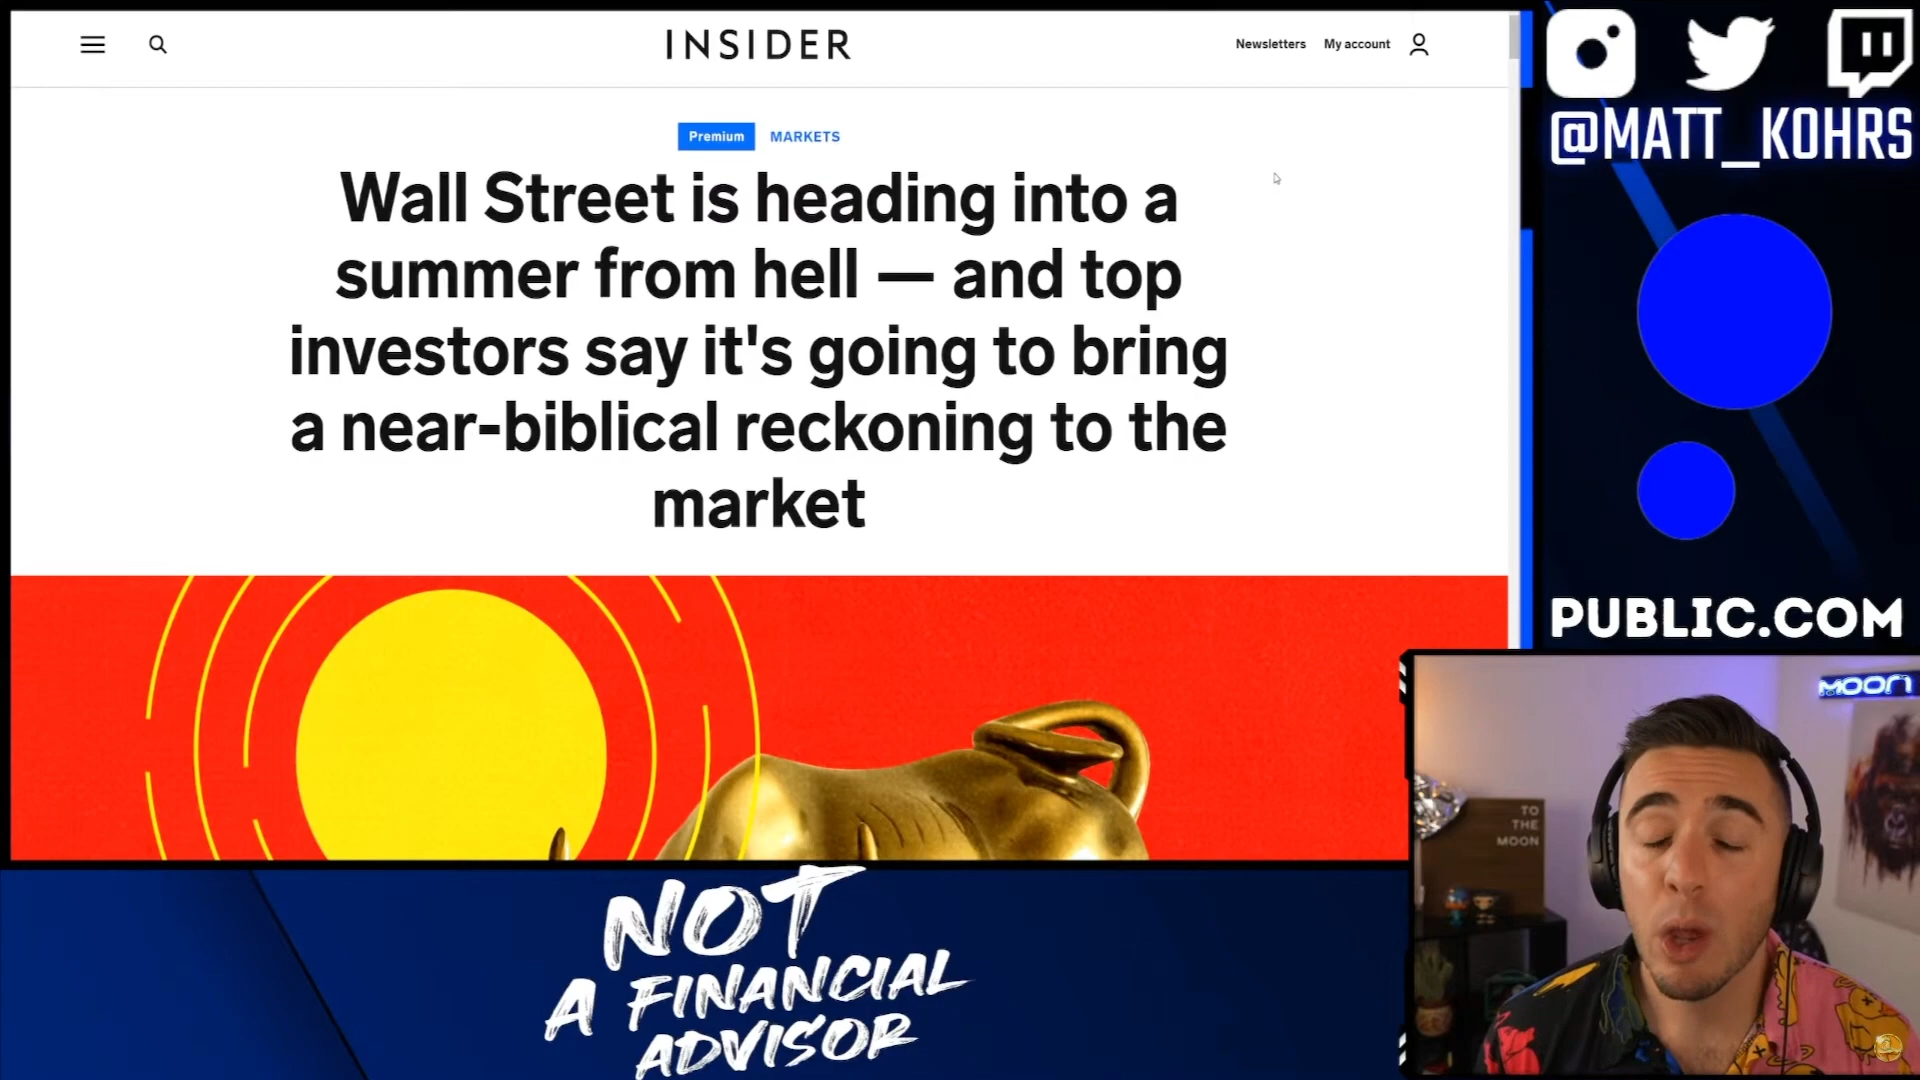 INSIDER
Newsletters My account
Premium MARKETS
Wall Street is heading into a
summer from hell — and top
investors say it's going to bring
a near-biblical reckoning to the
market
@MATT_KOHRS
PUBLIC.COM
MOON
TO
THE
MOON
NOT
A FINANCIAL
ADVISOR